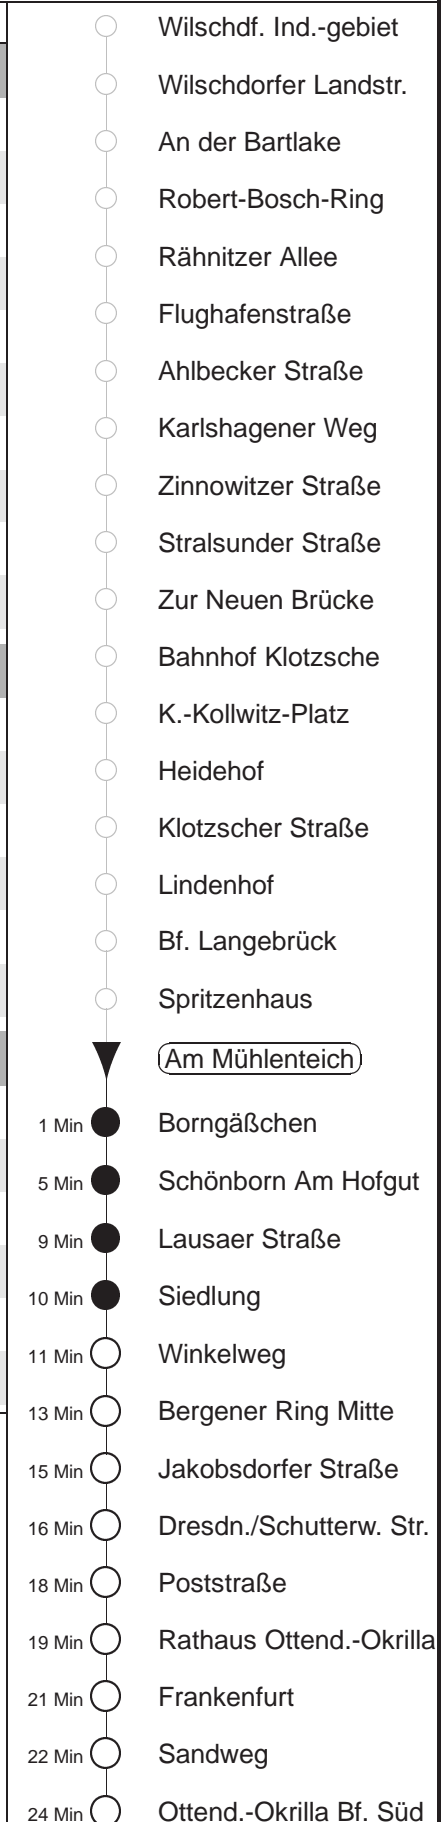 Wilschdf. Ind.-gebiet
Wilschdorfer Landstr.
An der Bartlake
Robert-Bosch-Ring
Rähnitzer Allee
Flughafenstraße
Ahlbecker Straße
Karlshagener Weg
Zinnowitzer Straße
Stralsunder Straße
Zur Neuen Brücke
Bahnhof Klotzsche
K.-Kollwitz-Platz
Heidehof
Klotzscher Straße
Lindenhof
Bf. Langebrück
Spritzenhaus
Am Mühlenteich
1 Min Borngäßchen
5 Min Schönborn Am Hofgut
9 Min Lausaer Straße
10 Min Siedlung
11 Min Winkelweg
13 Min Bergener Ring Mitte
15 Min Jakobsdorfer Straße
16 Min Dresdn./Schutterw. Str.
18 Min Poststraße
19 Min Rathaus Ottend.-Okrilla
21 Min Frankenfurt
22 Min Sandweg
24 Min Ottend.-Okrilla Bf. Süd